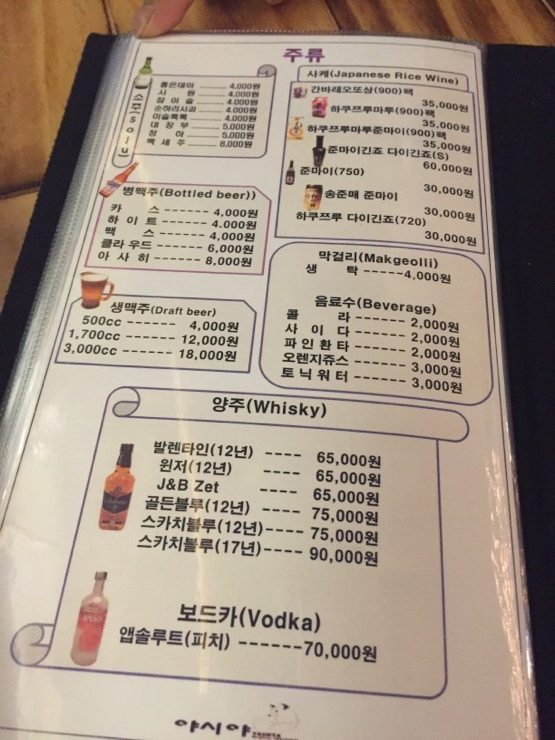 주류
소주(Soju)
좋은데이 ------ 4,000원
시 원 ------ 4,000원
참 이 슬 ------ 4,000원
순하리사과 ------ 4,000원
이슬톡톡 ------ 4,000원
대 장 부 ------ 5,000원
청 하 ------ 5,000원
백 세 주 ------ 8,000원
병맥주(Bottled beer))
카 스 ------- 4,000원
하 이 트 ------ 4,000원
맥 스 ------- 4,000원
클라우드 ------ 6,000원
아 사 히 ------ 8,000원
생맥주(Draft beer)
500cc ------- 4,000원
1,700cc ------- 12,000원
3,000cc ------- 18,000원
사케(Japanese Rice Wine)
간바래오또상(900)팩
35,000원
하쿠쯔루마루(900)팩
35,000원
하쿠쯔루마루준마이(900)팩
35,000원
준마이긴죠 다이긴죠(S)
60,000원
준마이(750)
30,000원
송준매 준마이
30,000원
하쿠쯔루 다이긴죠(720)
30,000원
막걸리(Makgeolli)
생 탁 -----4,000원
음료수(Beverage)
콜 라 ------ 2,000원
사 이 다 ------ 2,000원
파 인 환 타 ------ 2,000원
오렌지쥬스 ------ 3,000원
토 닉 워 터 ------ 3,000원
양주(Whisky)
발렌타인(12년) ---- 65,000원
윈저(12년) ---- 65,000원
J&B Zet ---- 65,000원
골든블루(12년) ---- 75,000원
스카치블루(12년)---- 75,000원
스카치블루(17년)---- 90,000원
보드카(Vodka)
앱솔루트(피치) ------70,000원
야시야